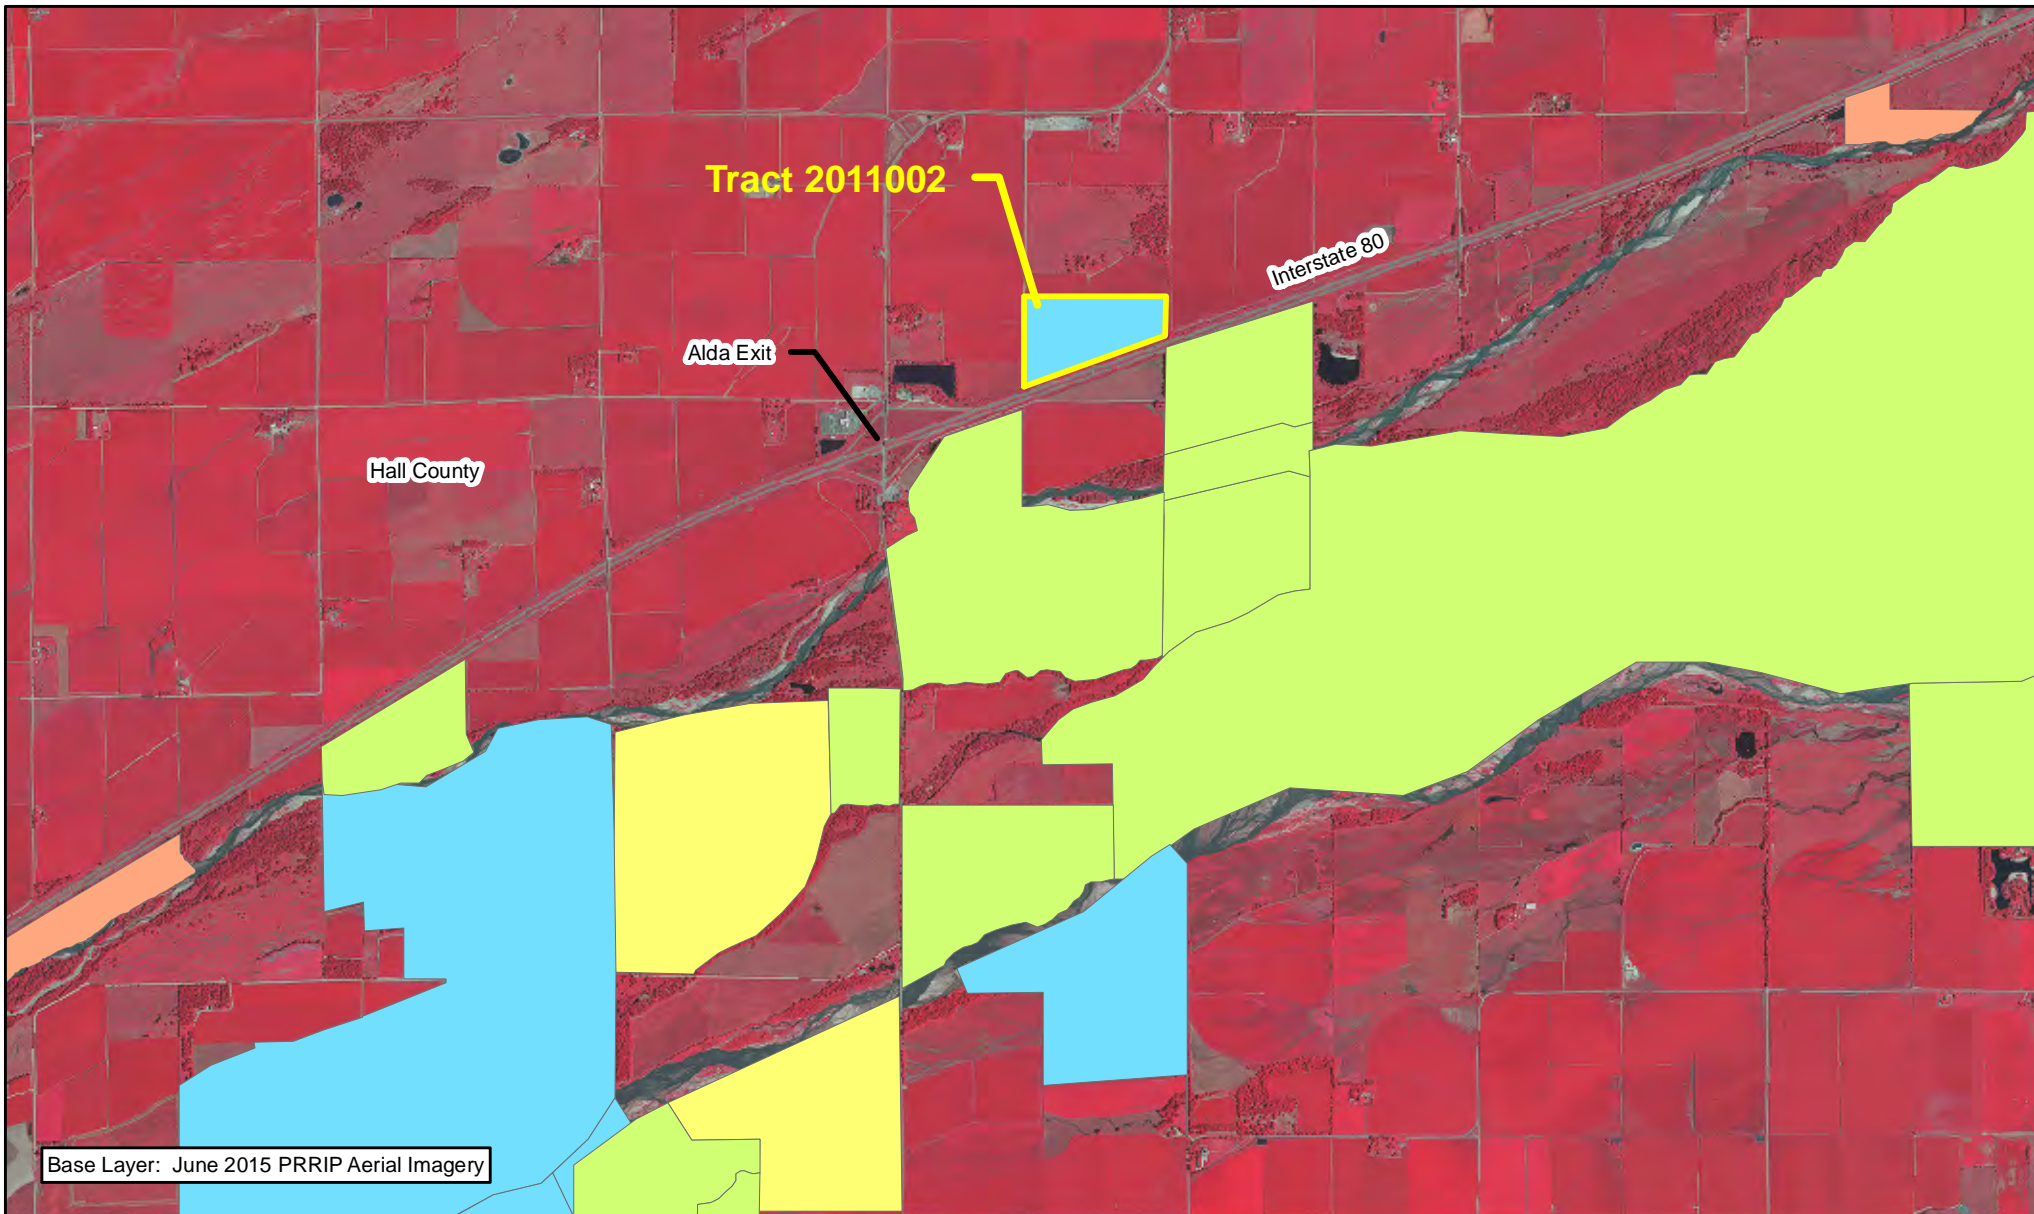 Tract 2011002
Interstate 80
Alda Exit
Hall County
Base Layer:  June 2015 PRRIP Aerial Imagery